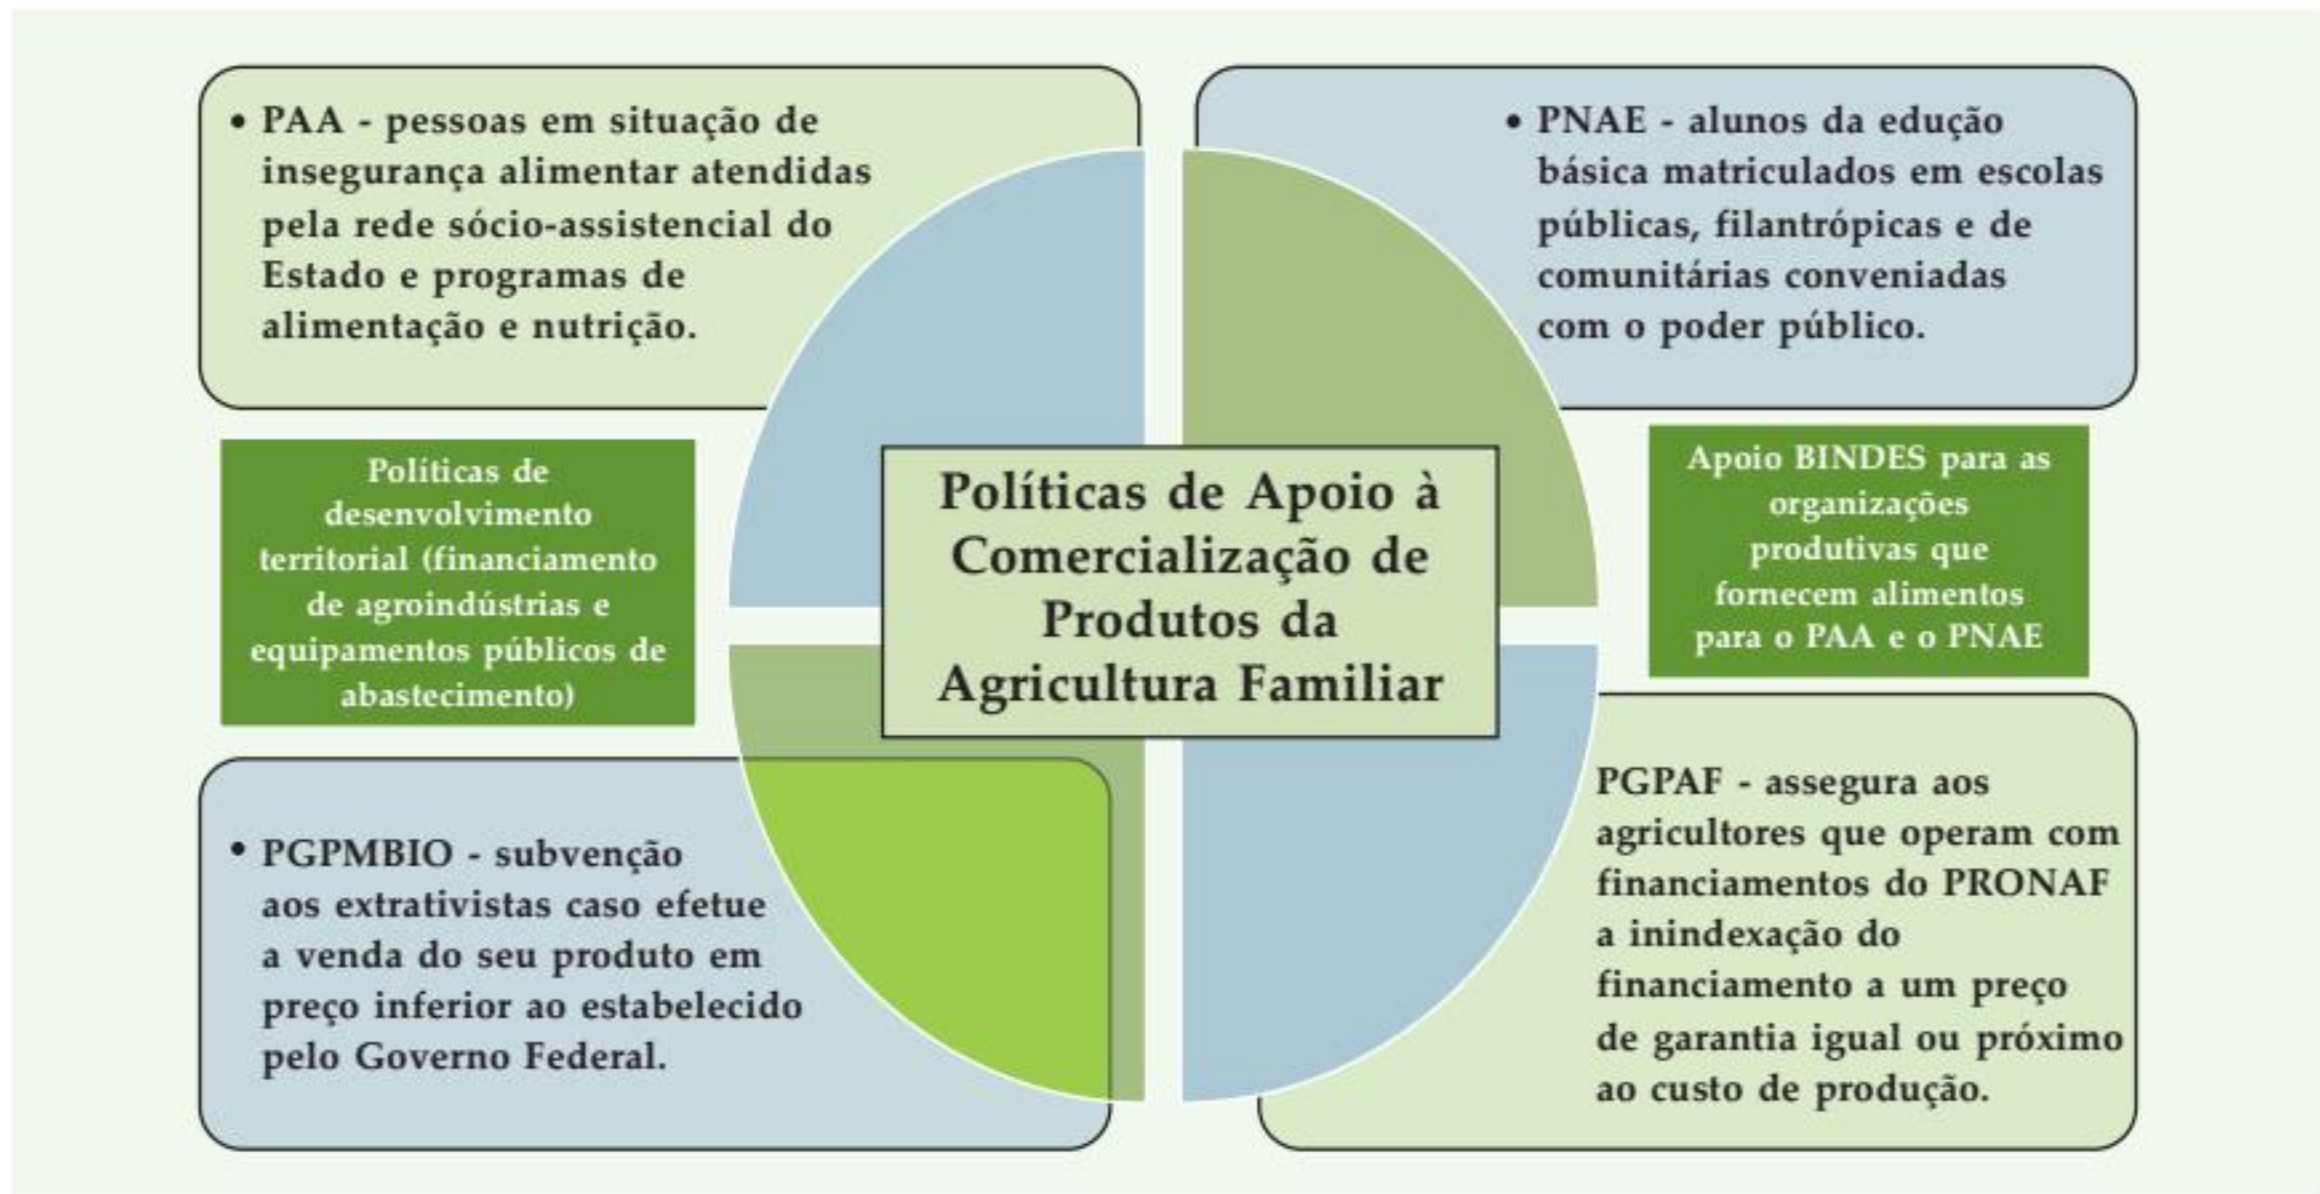 • PAA - pessoas em situação de
insegurança alimentar atendidas
pela rede sócio-assistencial do
Estado e programas de
alimentação e nutrição.
• PNAE - alunos da edução
básica matriculados em escolas
públicas, filantrópicas e de
comunitárias conveniadas
com o poder público.
Políticas de
desenvolvimento
territorial (financiamento
de agroindústrias e
equipamentos públicos de
abastecimento)
Políticas de Apoio à
Comercialização de
Produtos da
Agricultura Familiar
Apoio BINDES para as
organizações
produtivas que
fornecem alimentos
para o PAA e o PNAE
• PGPMBIO - subvenção
aos extrativistas caso efetue
a venda do seu produto em
preço inferior ao estabelecido
pelo Governo Federal.
PGPAF - assegura aos
agricultores que operam com
financiamentos do PRONAF
a inindexação do
financiamento a um preço
de garantia igual ou próximo
ao custo de produção.